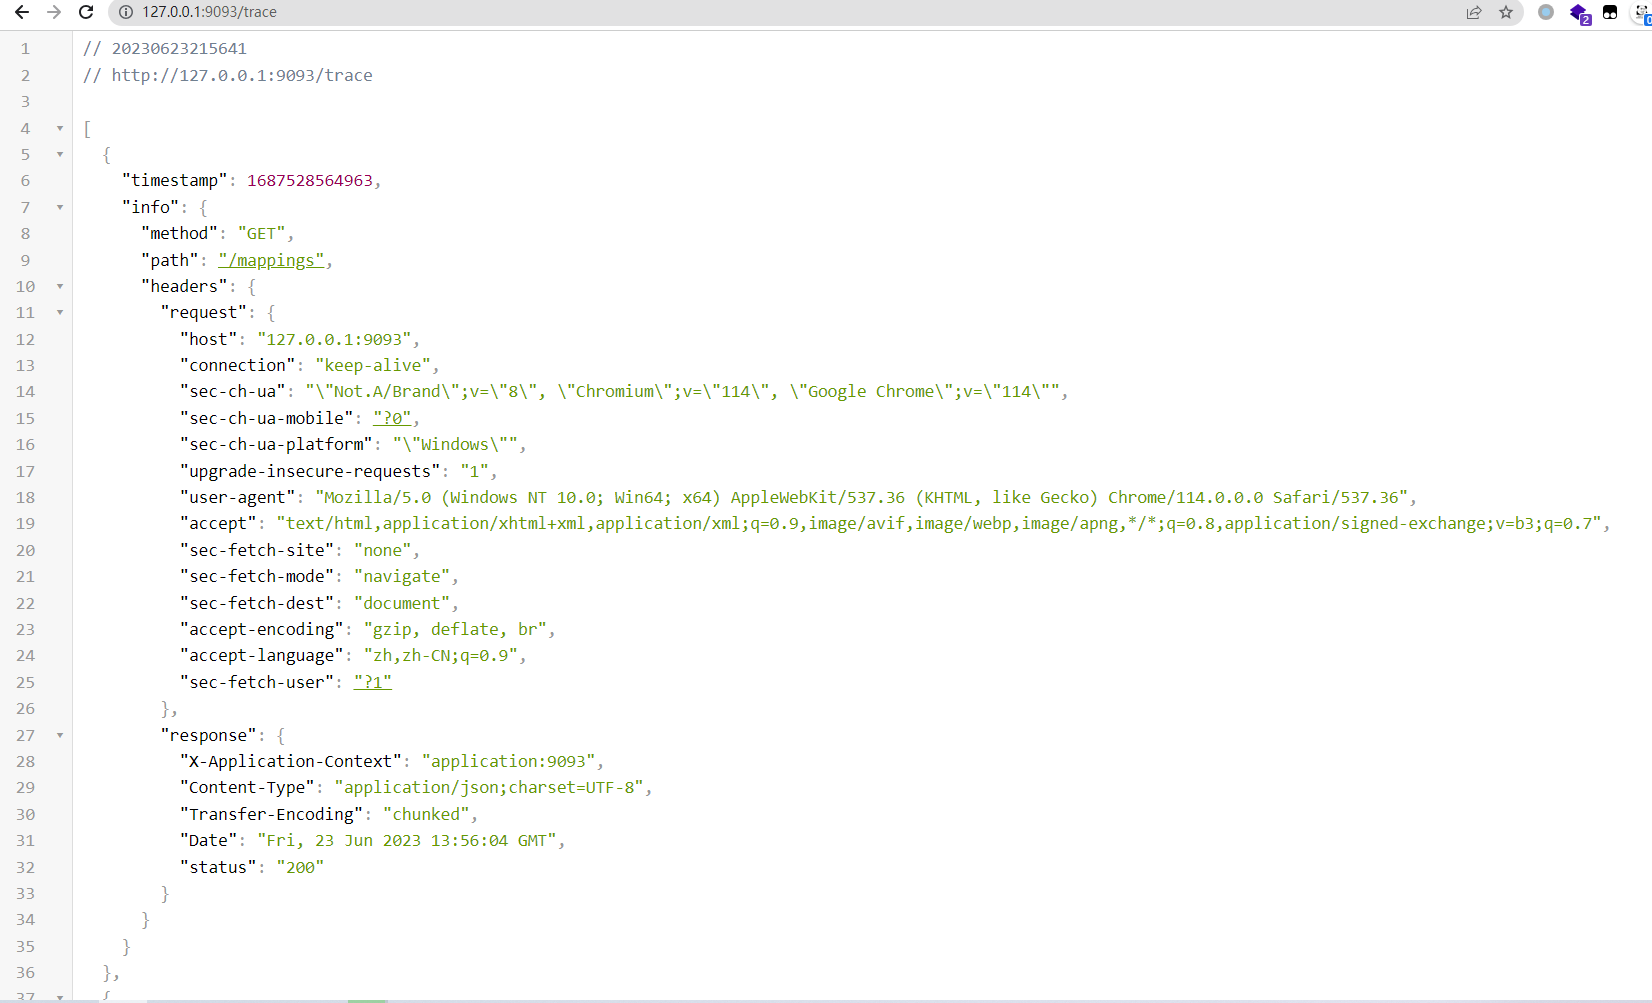 127.0.0.1:9093/trace
2
0
1 // 20230623215641
2 // http://127.0.0.1:9093/trace
3
4 [
5 {
6 "timestamp": 1687528564963,
7 "info": {
8 "method": "GET",
9 "path": "/mappings",
10 "headers": {
11 "request": {
12 "host": "127.0.0.1:9093",
13 "connection": "keep-alive",
14 "sec-ch-ua": "\"Not.A/Brand\";v=\"8\", \"Chromium\";v=\"114\", \"Google Chrome\";v=\"114\"",
15 "sec-ch-ua-mobile": "?0",
16 "sec-ch-ua-platform": "\"Windows\"",
17 "upgrade-insecure-requests": "1",
18 "user-agent": "Mozilla/5.0 (Windows NT 10.0; Win64; x64) AppleWebKit/537.36 (KHTML, like Gecko) Chrome/114.0.0.0 Safari/537.36",
19 "accept": "text/html,application/xhtml+xml,application/xml;q=0.9,image/avif,image/webp,image/apng,*/*;q=0.8,application/signed-exchange;v=b3;q=0.7",
20 "sec-fetch-site": "none",
21 "sec-fetch-mode": "navigate",
22 "sec-fetch-dest": "document",
23 "accept-encoding": "gzip, deflate, br",
24 "accept-language": "zh,zh-CN;q=0.9",
25 "sec-fetch-user": "?1"
26 },
27 "response": {
28 "X-Application-Context": "application:9093",
29 "Content-Type": "application/json;charset=UTF-8",
30 "Transfer-Encoding": "chunked",
31 "Date": "Fri, 23 Jun 2023 13:56:04 GMT",
32 "status": "200"
33 }
34 }
35 }
36 },
37 {